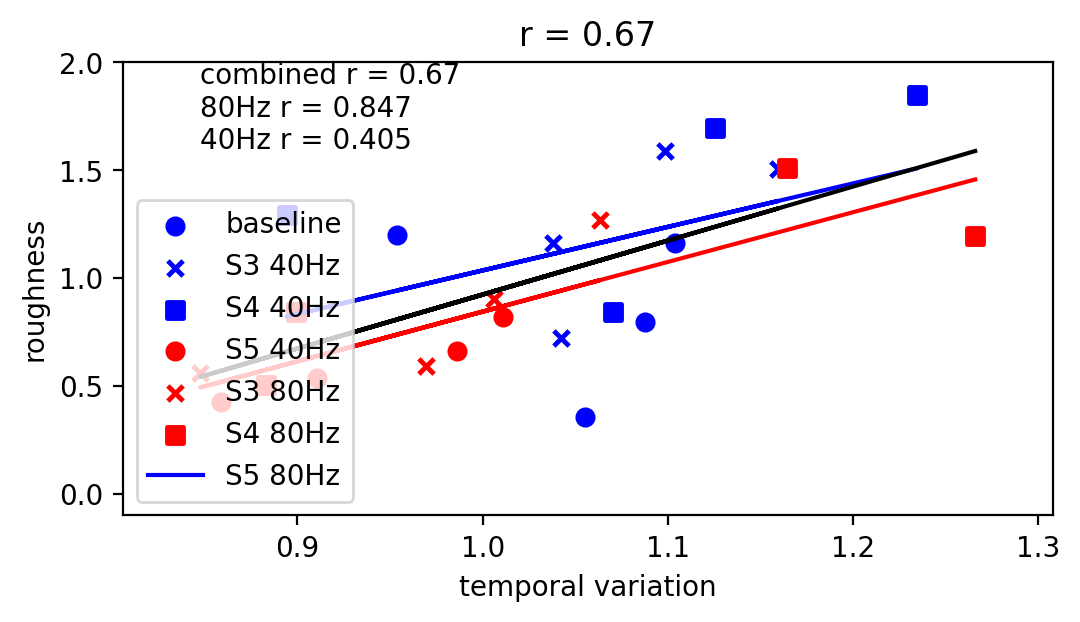 r = 0.67
combined r = 0.67
80Hz r = 0.847
40Hz r = 0.405
2.0
1.5
1.0
0.5
0.0
roughness
baseline
S3 40Hz
S4 40Hz
S5 40Hz
S3 80Hz
S4 80Hz
S5 80Hz
0.9 1.0 1.1 1.2 1.3
temporal variation